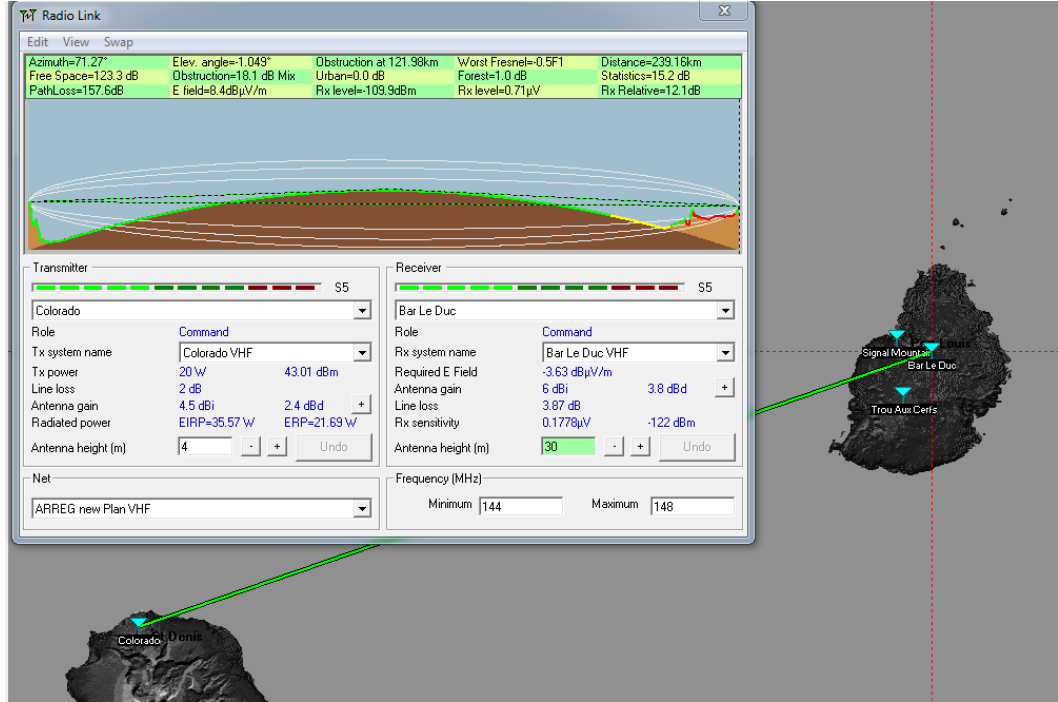 Radio Link
Edit View Swap
Azimuth=71.27° Elev. angle=-1.049° Obstruction at 121.98km Worst Fresnel=-0.5F1 Distance=239.16km
Free Space=123.3 dB Obstruction=18.1 dB Mix Urban=0.0 dB Forest=1.0 dB Statistics=15.2 dB
PathLoss=157.6dB E field=8.4dBµV/m Rx level=-109.9dBm Rx level=0.71µV Rx Relative=12.1dB
Transmitter
S5
Colorado
Role Command
Tx system name Colorado VHF
Tx power 20 W 43.01 dBm
Line loss 2 dB
Antenna gain 4.5 dBi 2.4 dBd +
Radiated power EIRP=35.57 W ERP=21.69 W
Antenna height (m) 4 - + Undo
Net
ARREG new Plan VHF
Receiver
S5
Bar Le Duc
Role Command
Rx system name Bar Le Duc VHF
Required E Field -3.63 dBµV/m
Antenna gain 6 dBi 3.8 dBd +
Line loss 3.87 dB
Rx sensitivity 0.1778µV -122 dBm
Antenna height (m) 30 - + Undo
Frequency (MHz)
Minimum 144 Maximum 148
Louis
Signal Mountain
Bar Le Duc
Trou Aux Cerfs
Denis
Colorado